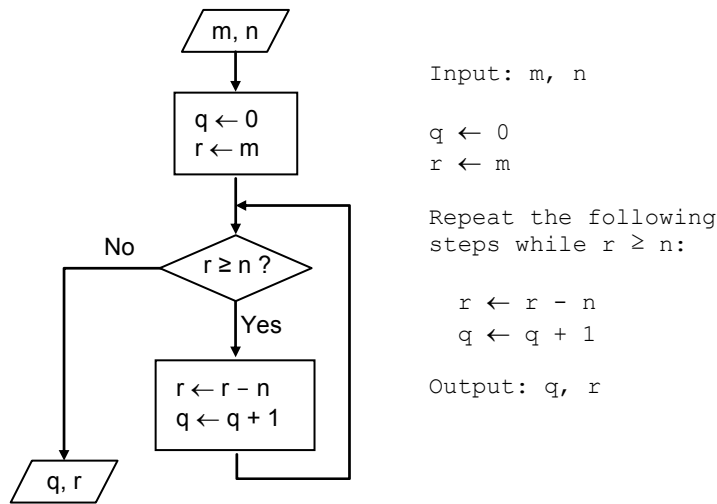 m, n
q ← 0
r ← m
No
r ≥ n ?
Yes
r ← r − n
q ← q + 1
q, r
Input: m, n
q ← 0
r ← m
Repeat the following
steps while r ≥ n:
r ← r - n
q ← q + 1
Output: q, r